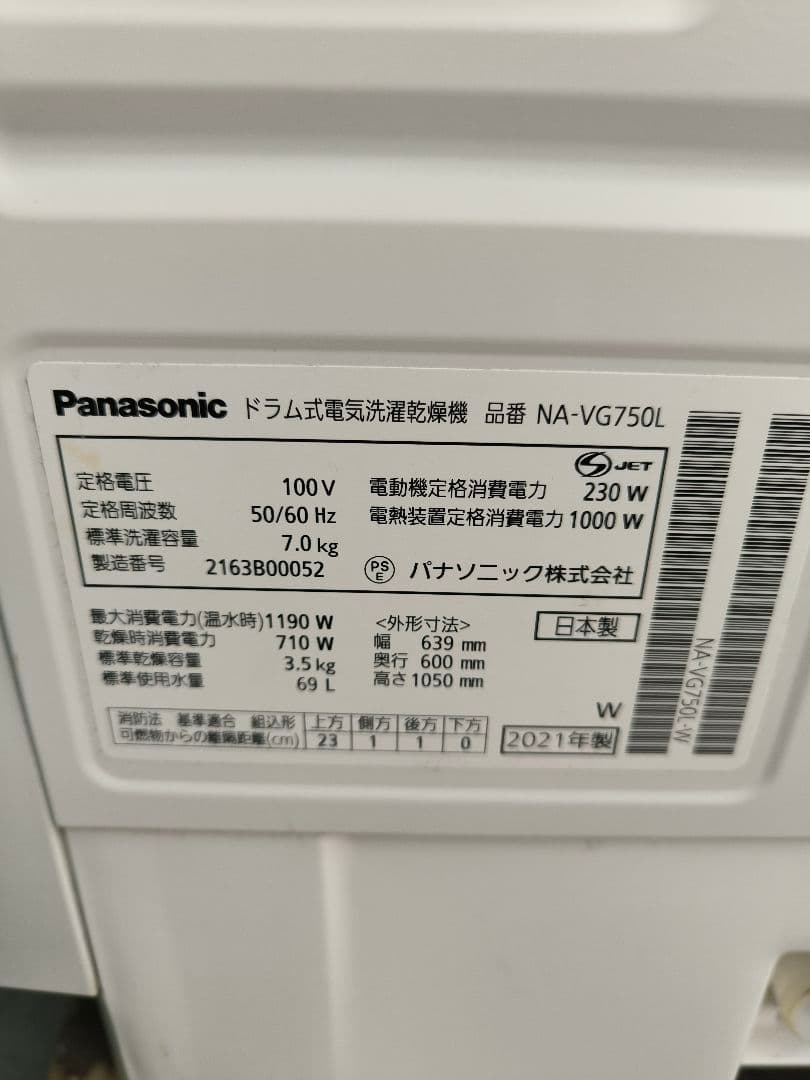 Panasonic ドラム式電気洗濯乾燥機 品番 NA-VG750L
JET
定格電圧 100 V 電動機定格消費電力 230 W
定格周波数 50/60 Hz 電熱装置定格消費電力 1000 W
標準洗濯容量 7.0 kg
製造番号 2163B00052 PSE パナソニック株式会社
最大消費電力(温水時)1190 W <外形寸法> 日本製
乾燥時消費電力 710 W 幅 639 mm
標準乾燥容量 3.5 kg 奥行 600 mm
標準使用水量 69 L 高さ 1050 mm
W
消防法 基準適合 組込形 上方 側方 後方 下方
可燃物からの離隔距離(cm) 23 1 1 0
2021年製
NA-VG750L-W